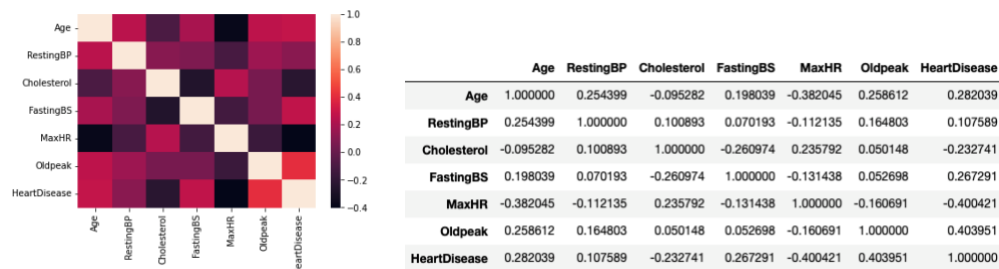 Age
RestingBP
Cholesterol
FastingBS
MaxHR
Oldpeak
HeartDisease
Age
RestingBP
Cholesterol
FastingBS
MaxHR
Oldpeak
eartDisease
1.0
0.8
0.6
0.4
0.2
0.0
−0.2
−0.4
Age RestingBP Cholesterol FastingBS MaxHR Oldpeak HeartDisease
Age 1.000000 0.254399 -0.095282 0.198039 -0.382045 0.258612 0.282039
RestingBP 0.254399 1.000000 0.100893 0.070193 -0.112135 0.164803 0.107589
Cholesterol -0.095282 0.100893 1.000000 -0.260974 0.235792 0.050148 -0.232741
FastingBS 0.198039 0.070193 -0.260974 1.000000 -0.131438 0.052698 0.267291
MaxHR -0.382045 -0.112135 0.235792 -0.131438 1.000000 -0.160691 -0.400421
Oldpeak 0.258612 0.164803 0.050148 0.052698 -0.160691 1.000000 0.403951
HeartDisease 0.282039 0.107589 -0.232741 0.267291 -0.400421 0.403951 1.000000